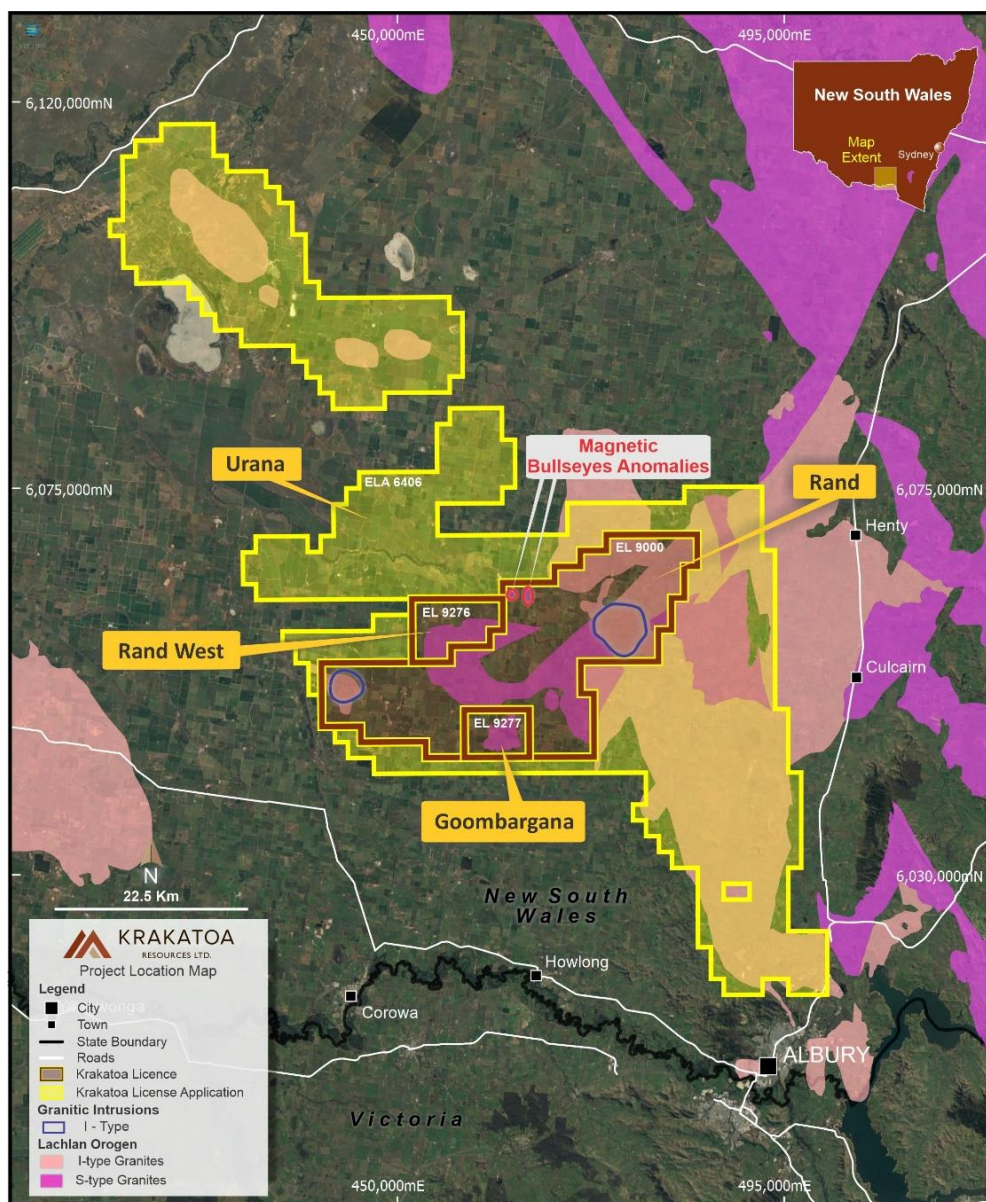 450,000mE
495,000mE
6,120,000mN
New South Wales
Map
Extent
Sydney
Magnetic
Bullseyes Anomalies
Urana
ELA 6406
Rand
6,075,000mN
6,075,000mN
Henty
EL 9000
EL 9276
Rand West
Culcairn
EL 9277
Goombargana
N
22.5 Km
6,030,000mN
New South
Wales
KRAKATOA
RESOURCES LTD.
Project Location Map
Legend
City
Town
State Boundary
Roads
Krakatoa Licence
Krakatoa License Application
Granitic Intrusions
I - Type
Lachlan Orogen
I-type Granites
S-type Granites
Howlong
Corowa
ALBURY
Victoria
450,000mE
495,000mE